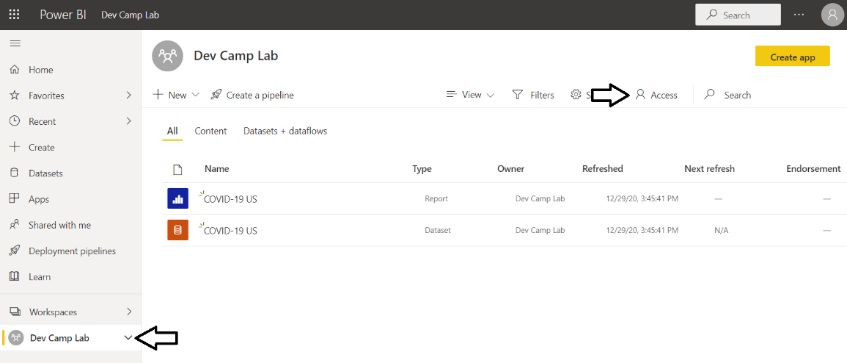 Power BI Dev Camp Lab Search
Dev Camp Lab
Create app
Home
Favorites
Recent
Create
Datasets
Apps
Shared with me
Deployment pipelines
Learn
Workspaces
Dev Camp Lab
New Create a pipeline View Filters Access Search
All Content Datasets + dataflows
Name Type Owner Refreshed Next refresh Endorsement
COVID-19 US Report Dev Camp Lab 12/29/20, 3:45:41 PM — —
COVID-19 US Dataset Dev Camp Lab 12/29/20, 3:45:41 PM N/A —